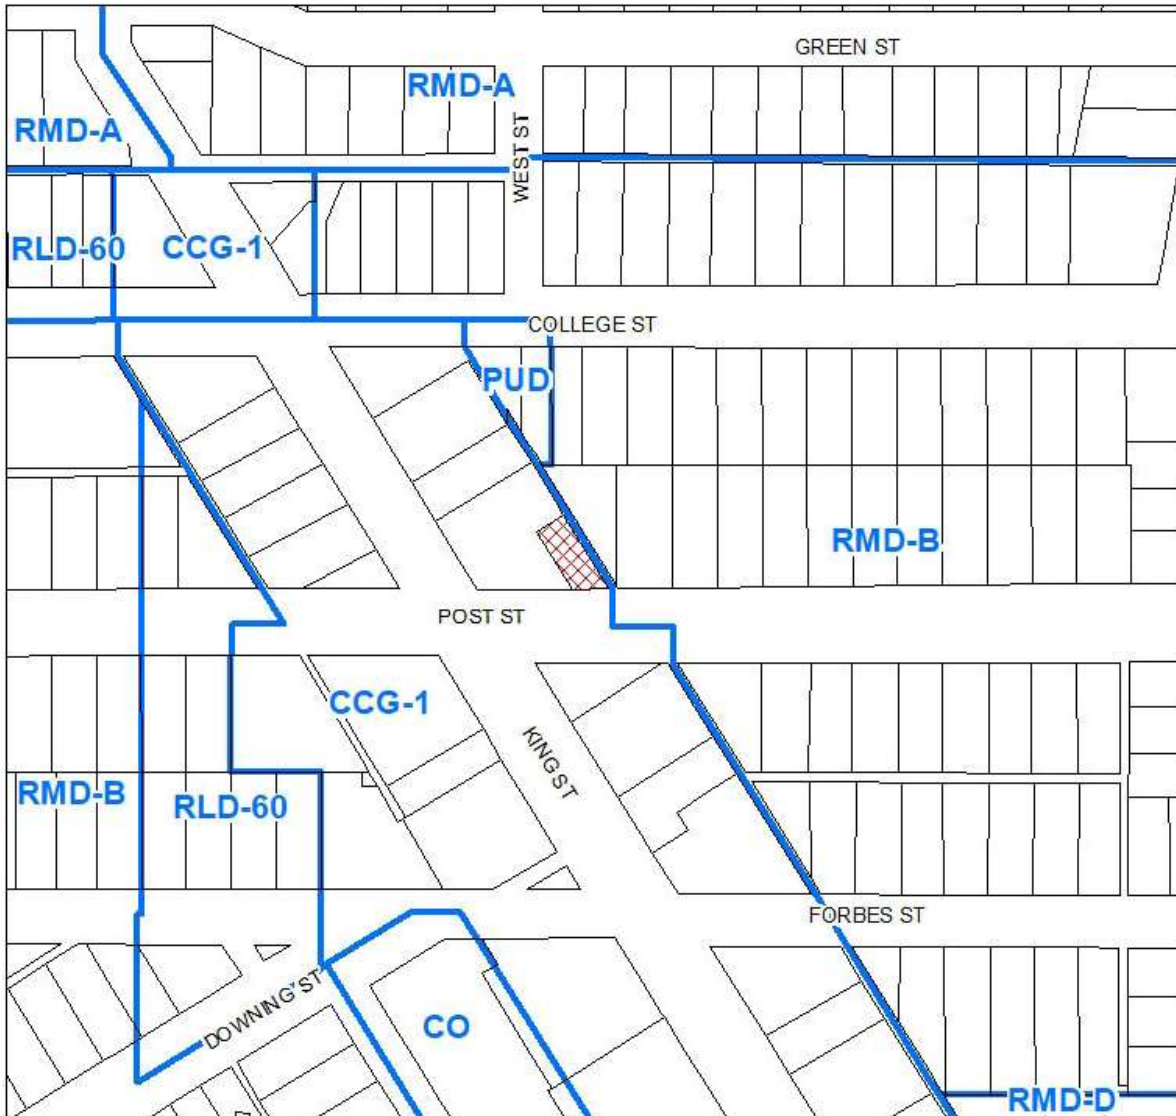 GREEN ST
RMD-A
RMD-A
WEST ST
RLD-60
CCG-1
COLLEGE ST
PUD
RMD-B
POST ST
CCG-1
KING ST
RMD-B
RLD-60
FORBES ST
DOWNING ST
CO
RMD-D